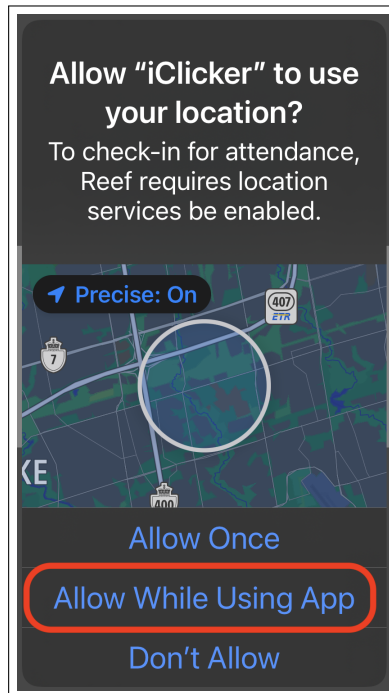 Allow “iClicker” to use
your location?
To check-in for attendance,
Reef requires location
services be enabled.
Precise: On
407
ETR
7
KE
400
Allow Once
Allow While Using App
Don’t Allow